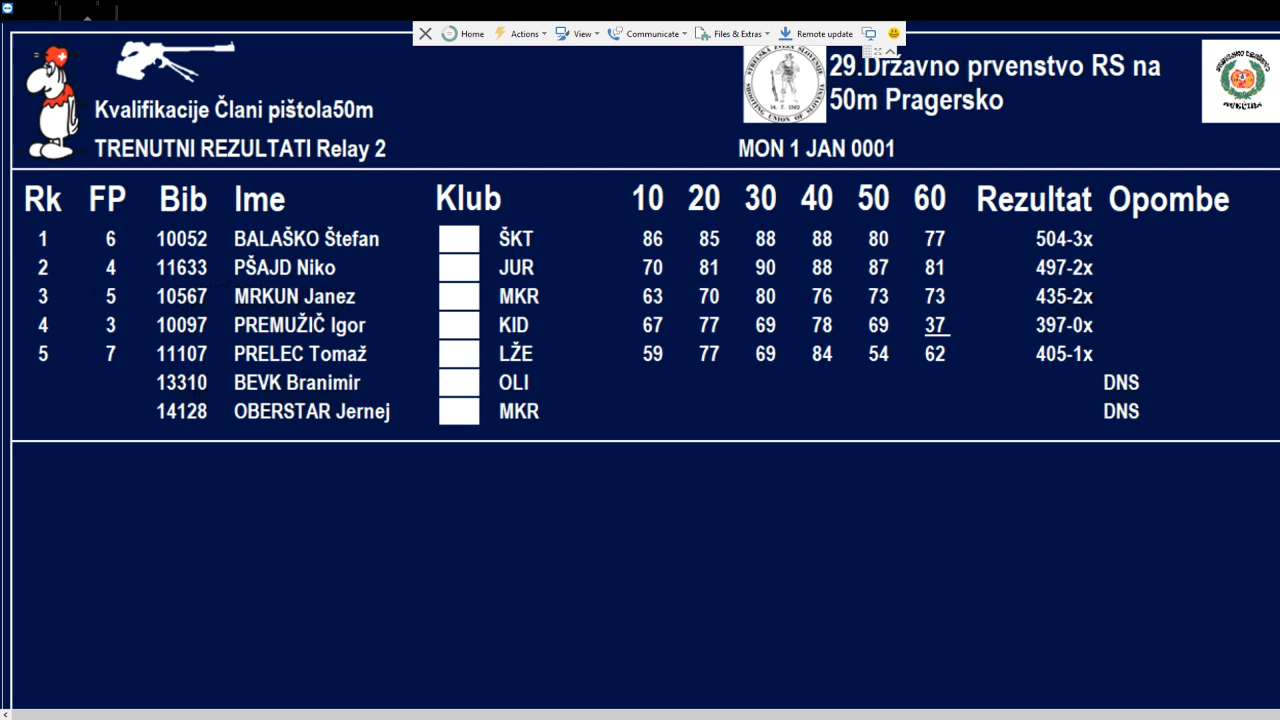 Home Actions View Communicate Files & Extras Remote update
29.Državno prvenstvo RS na
50m Pragersko
Kvalifikacije Člani pištola50m
TRENUTNI REZULTATI Relay 2 MON 1 JAN 0001
Rk FP Bib Ime Klub 10 20 30 40 50 60 Rezultat Opombe
1 6 10052 BALAŠKO Štefan ŠKT 86 85 88 88 80 77 504-3x
2 4 11633 PŠAJD Niko JUR 70 81 90 88 87 81 497-2x
3 5 10567 MRKUN Janez MKR 63 70 80 76 73 73 435-2x
4 3 10097 PREMUŽIČ Igor KID 67 77 69 78 69 37 397-0x
5 7 11107 PRELEC Tomaž LŽE 59 77 69 84 54 62 405-1x
13310 BEVK Branimir OLI DNS
14128 OBERSTAR Jernej MKR DNS